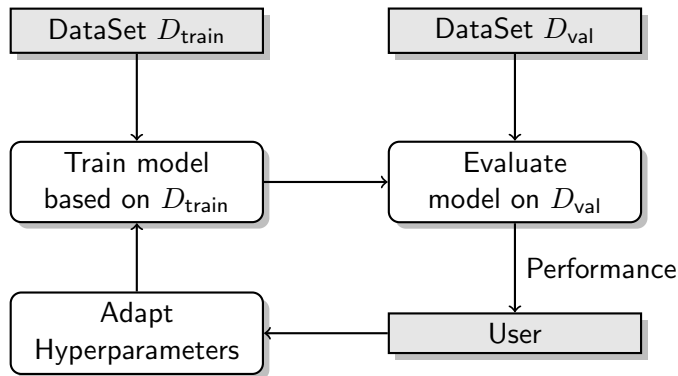 DataSet D_train
DataSet D_val
Train model
based on D_train
Evaluate
model on D_val
Performance
Adapt
Hyperparameters
User